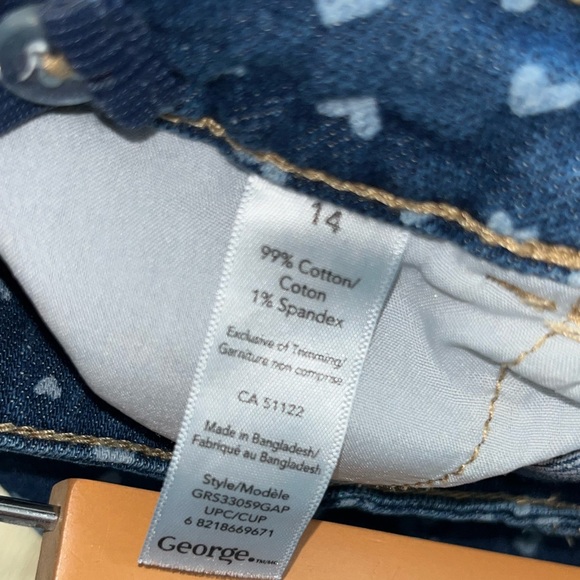 14
99% Cotton/
Coton
1% Spandex
Exclusive of Trimming/
Garniture non comprise
CA 51122
Made in Bangladesh/
Fabriqué au Bangladesh
Style/Modèle
GRS33059GAP
UPC/CUP
6 8218669671
George.